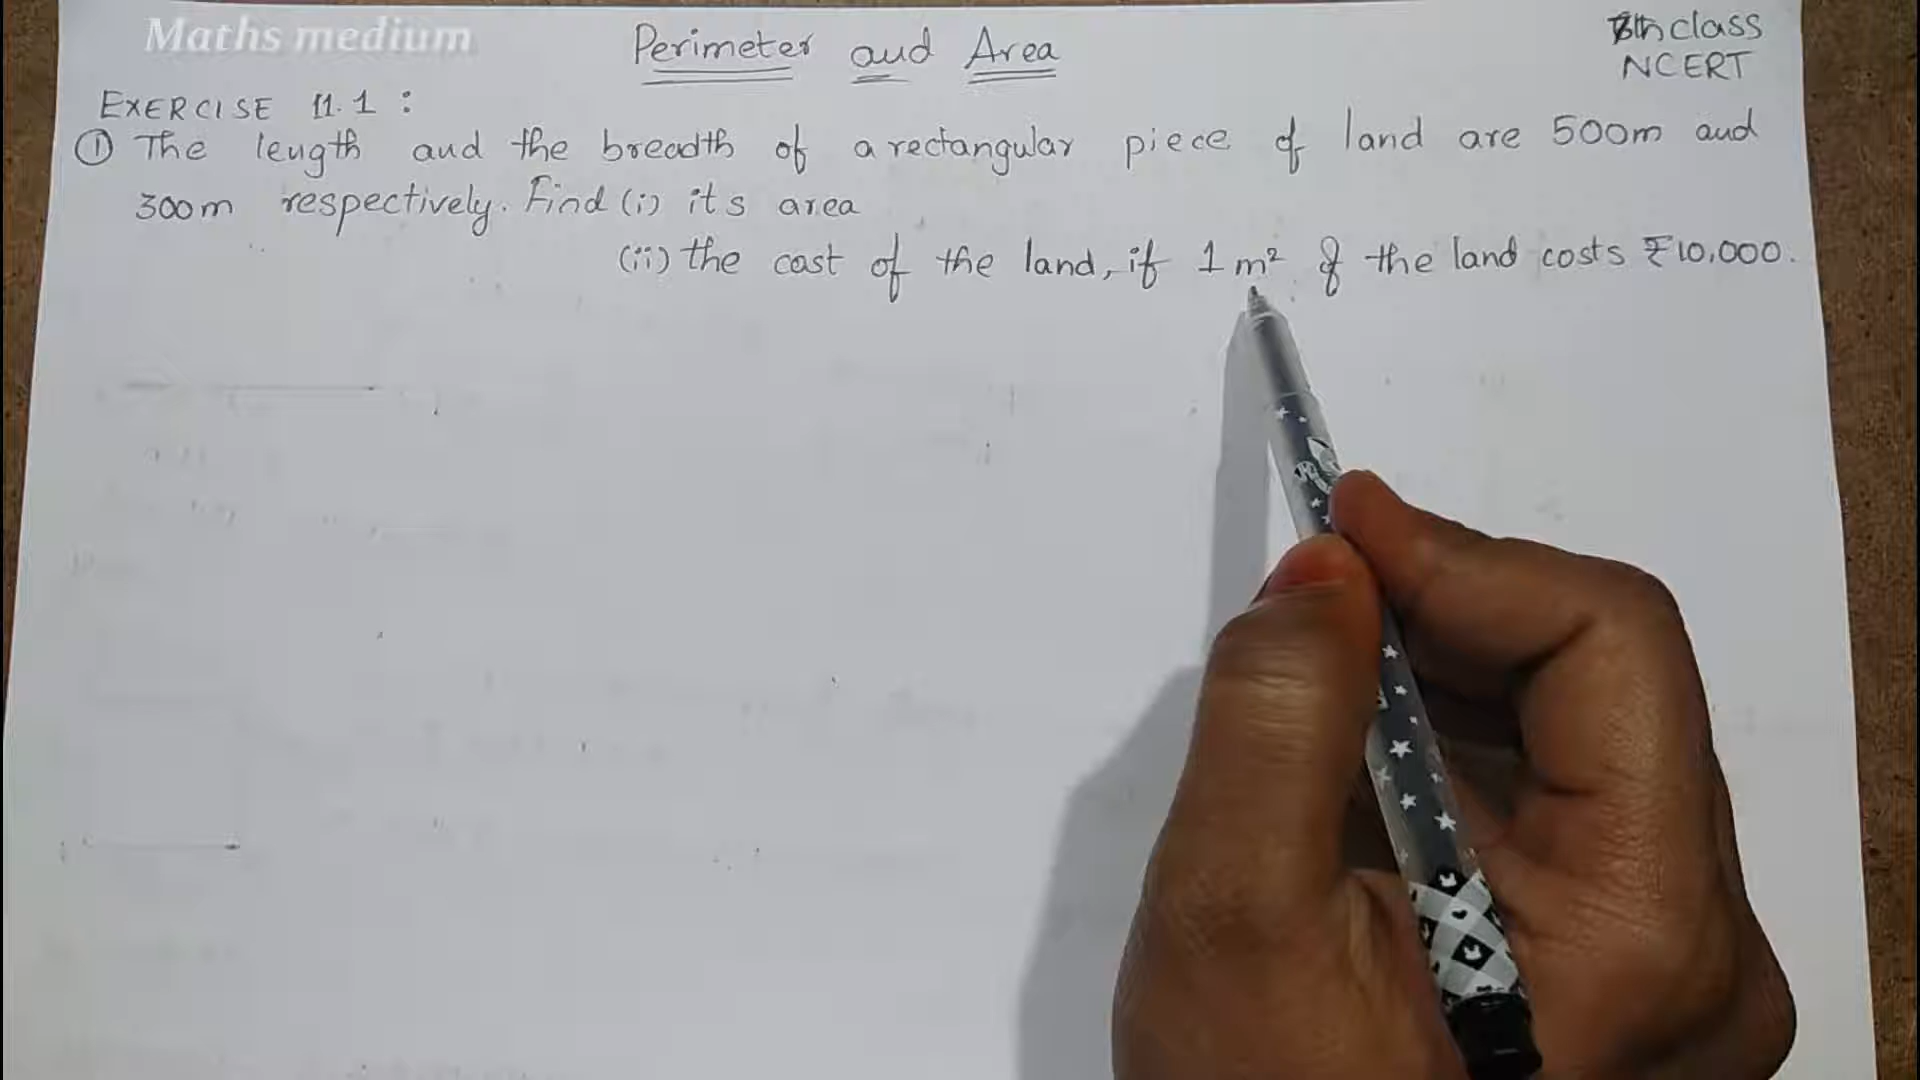 Maths medium
Perimeter and Area
7th class
NCERT
EXERCISE 11.1 :
① The length and the breadth of a rectangular piece of land are 500m and
300m respectively. Find (i) its area
(ii) the cost of the land, if 1 m² of the land costs ₹10,000.